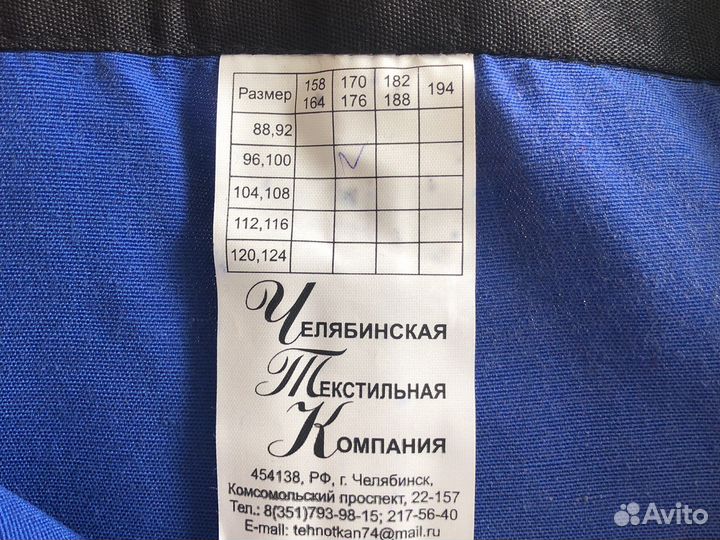 Размер 158 170 182 194
164 176 188
88,92
96,100
104,108
112,116
120,124
Челябинская
Текстильная
Компания
454138, РФ, г. Челябинск,
Комсомольский проспект, 22-157
Тел.: 8(351)793-98-15; 217-56-40
E-mail: tehnotkan74@mail.ru
Avito